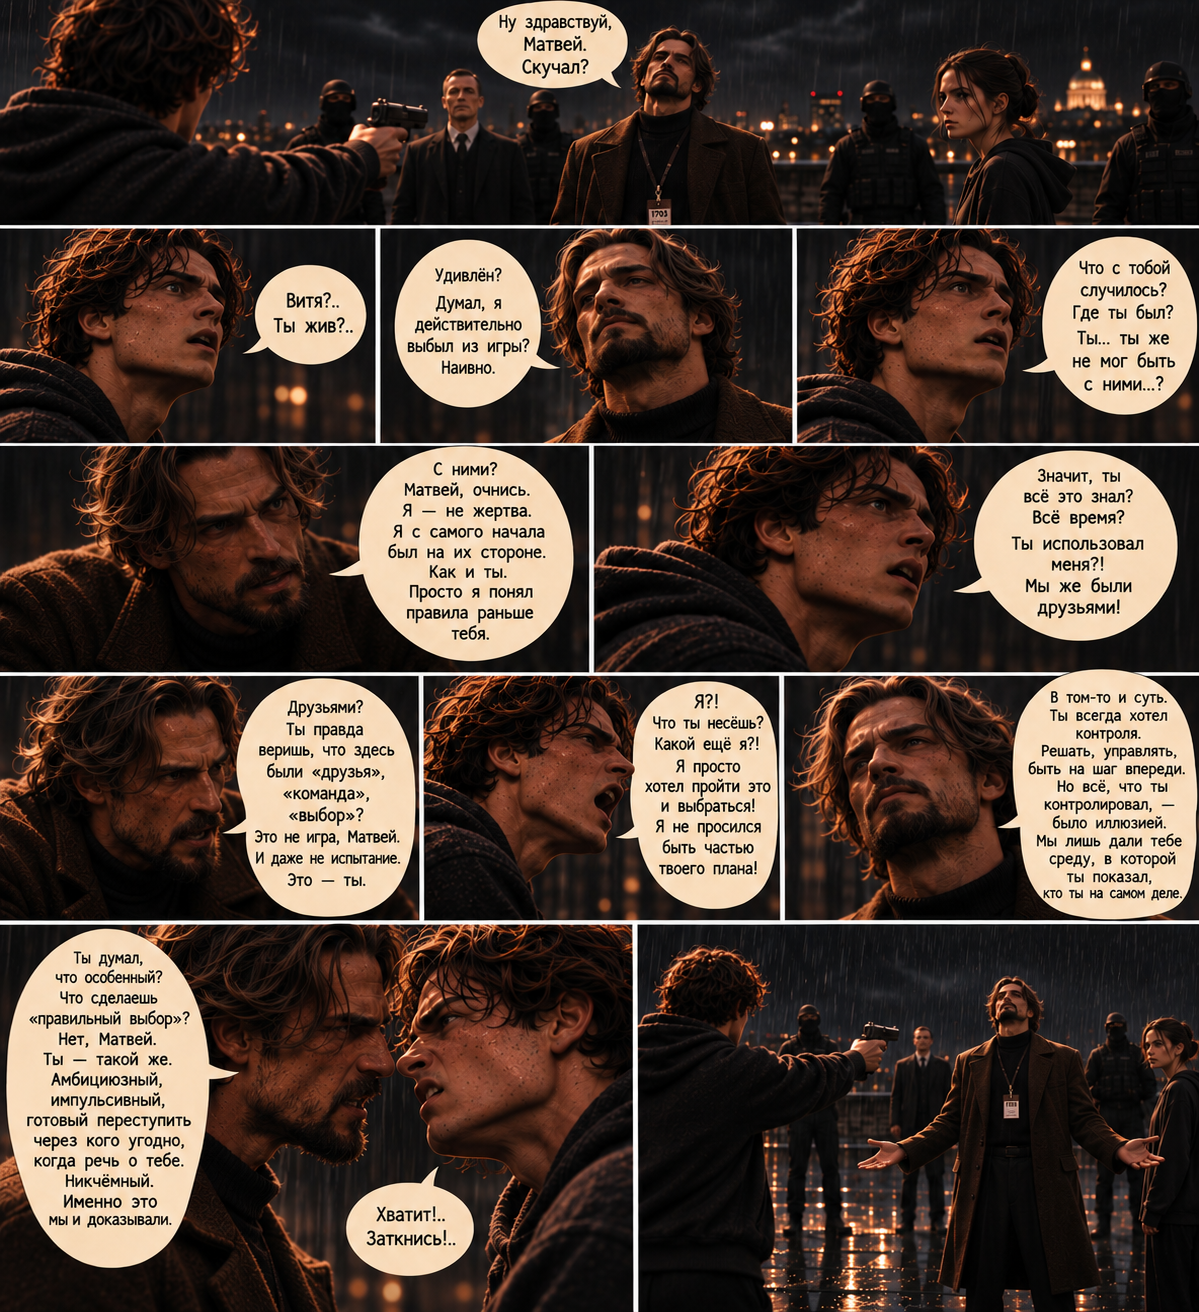 Ну здравствуй,
Матвей.
Скучал?
1703
Витя?..
Ты жив?..
Удивлён?
Думал, я
действительно
выбыл из игры?
Наивно.
Что с тобой
случилось?
Где ты был?
Ты... ты же
не мог быть
с ними...?
С ними?
Матвей, очнись.
Я — не жертва.
Я с самого начала
был на их стороне.
Как и ты.
Просто я понял
правила раньше
тебя.
Значит, ты
всё это знал?
Всё время?
Ты использовал
меня?!
Мы же были
друзьями!
Друзьями?
Ты правда
веришь, что здесь
были «друзья»,
«команда»,
«выбор»?
Это не игра, Матвей.
И даже не испытание.
Это — ты.
Я?!
Что ты несёшь?
Какой ещё я?!
Я просто
хотел пройти это
и выбраться!
Я не просился
быть частью
твоего плана!
В том-то и суть.
Ты всегда хотел
контроля.
Решать, управлять,
быть на шаг впереди.
Но всё, что ты
контролировал, —
было иллюзией.
Мы лишь дали тебе
среду, в которой
ты показал,
кто ты на самом деле.
Ты думал,
что особенный?
Что сделаешь
«правильный выбор»?
Нет, Матвей.
Ты — такой же.
Амбициозный,
импульсивный,
готовый переступить
через кого угодно,
когда речь о тебе.
Никчёмный.
Именно это
мы и доказывали.
Хватит!..
Заткнись!..